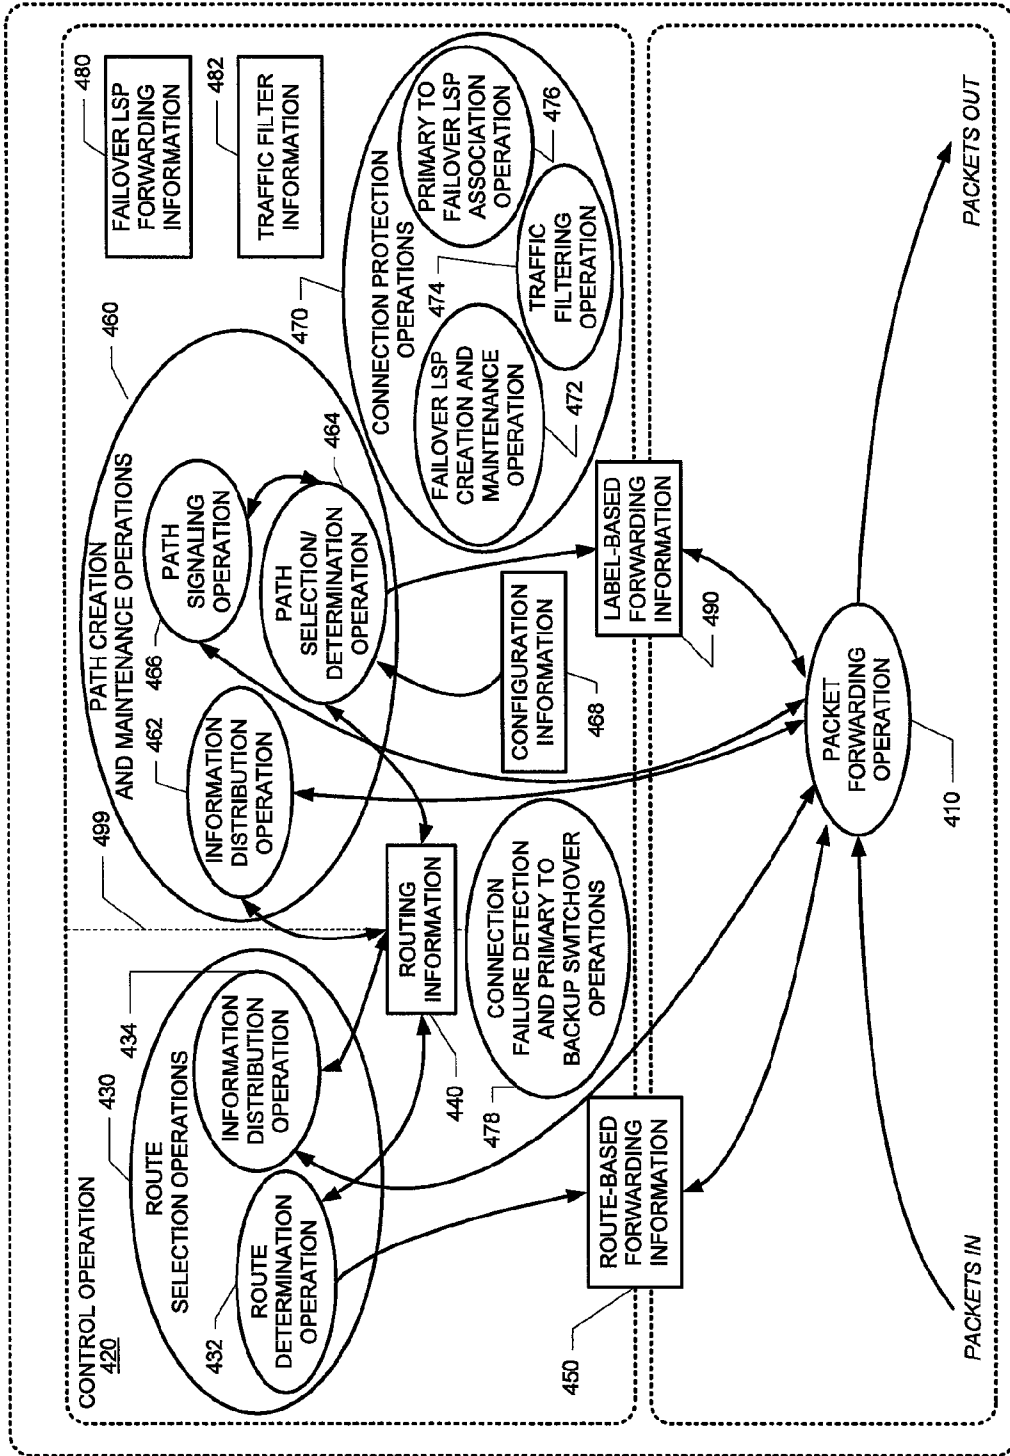 CONTROL OPERATION
420
430
ROUTE
SELECTION OPERATIONS
434
432
ROUTE
DETERMINATION
OPERATION
INFORMATION
DISTRIBUTION
OPERATION
499
PATH CREATION
AND MAINTENANCE OPERATIONS
460
462
INFORMATION
DISTRIBUTION
OPERATION
466
PATH
SIGNALING
OPERATION
464
PATH
SELECTION/
DETERMINATION
OPERATION
480
FAILOVER LSP
FORWARDING
INFORMATION
482
TRAFFIC FILTER
INFORMATION
470
CONNECTION PROTECTION
OPERATIONS
474
FAILOVER LSP
CREATION AND
MAINTENANCE
OPERATION
472
PRIMARY TO
FAILOVER LSP
ASSOCIATION
OPERATION
476
TRAFFIC
FILTERING
OPERATION
ROUTING
INFORMATION
440
478
CONNECTION
FAILURE DETECTION
AND PRIMARY TO
BACKUP SWITCHOVER
OPERATIONS
CONFIGURATION
INFORMATION
468
450
ROUTE-BASED
FORWARDING
INFORMATION
LABEL-BASED
FORWARDING
INFORMATION
490
PACKET
FORWARDING
OPERATION
410
PACKETS IN
PACKETS OUT